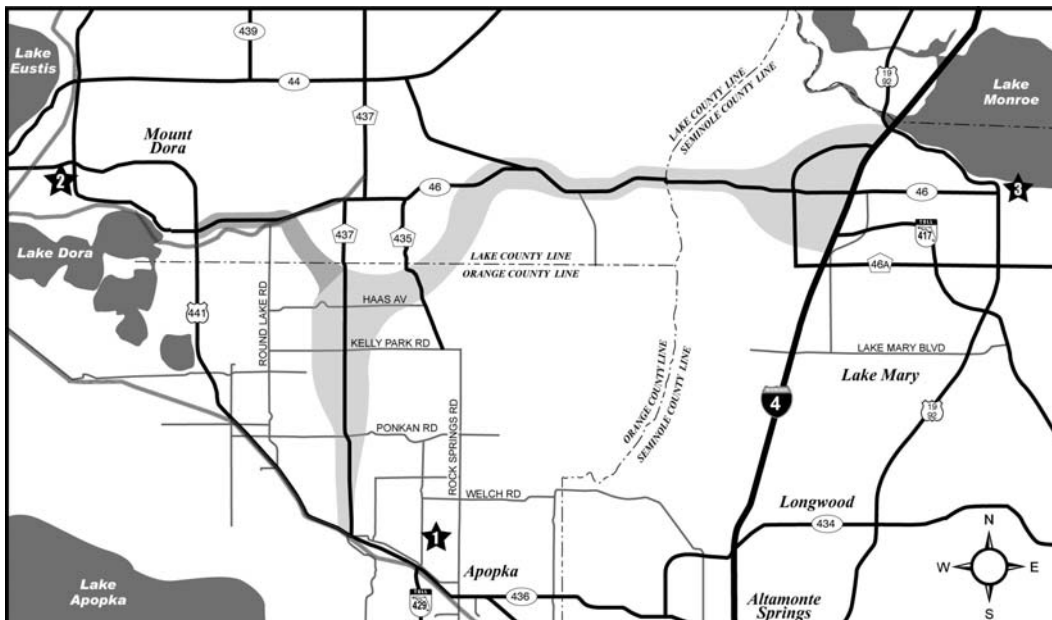 439
Lake
Eustis
44
19
92
Lake
Monroe
437
Mount
Dora
LAKE COUNTY LINE
SEMINOLE COUNTY LINE
2
46
46
3
437
435
TOLL
417
Lake Dora
LAKE COUNTY LINE
ORANGE COUNTY LINE
46A
HAAS AV
441
ROUND LAKE RD
KELLY PARK RD
LAKE MARY BLVD
Lake Mary
ORANGE COUNTY LINE
SEMINOLE COUNTY LINE
4
19
92
PONKAN RD
ROCK SPRINGS RD
WELCH RD
Longwood
434
1
N
W
E
S
Lake
Apopka
Apopka
TOLL
429
436
Altamonte
Springs